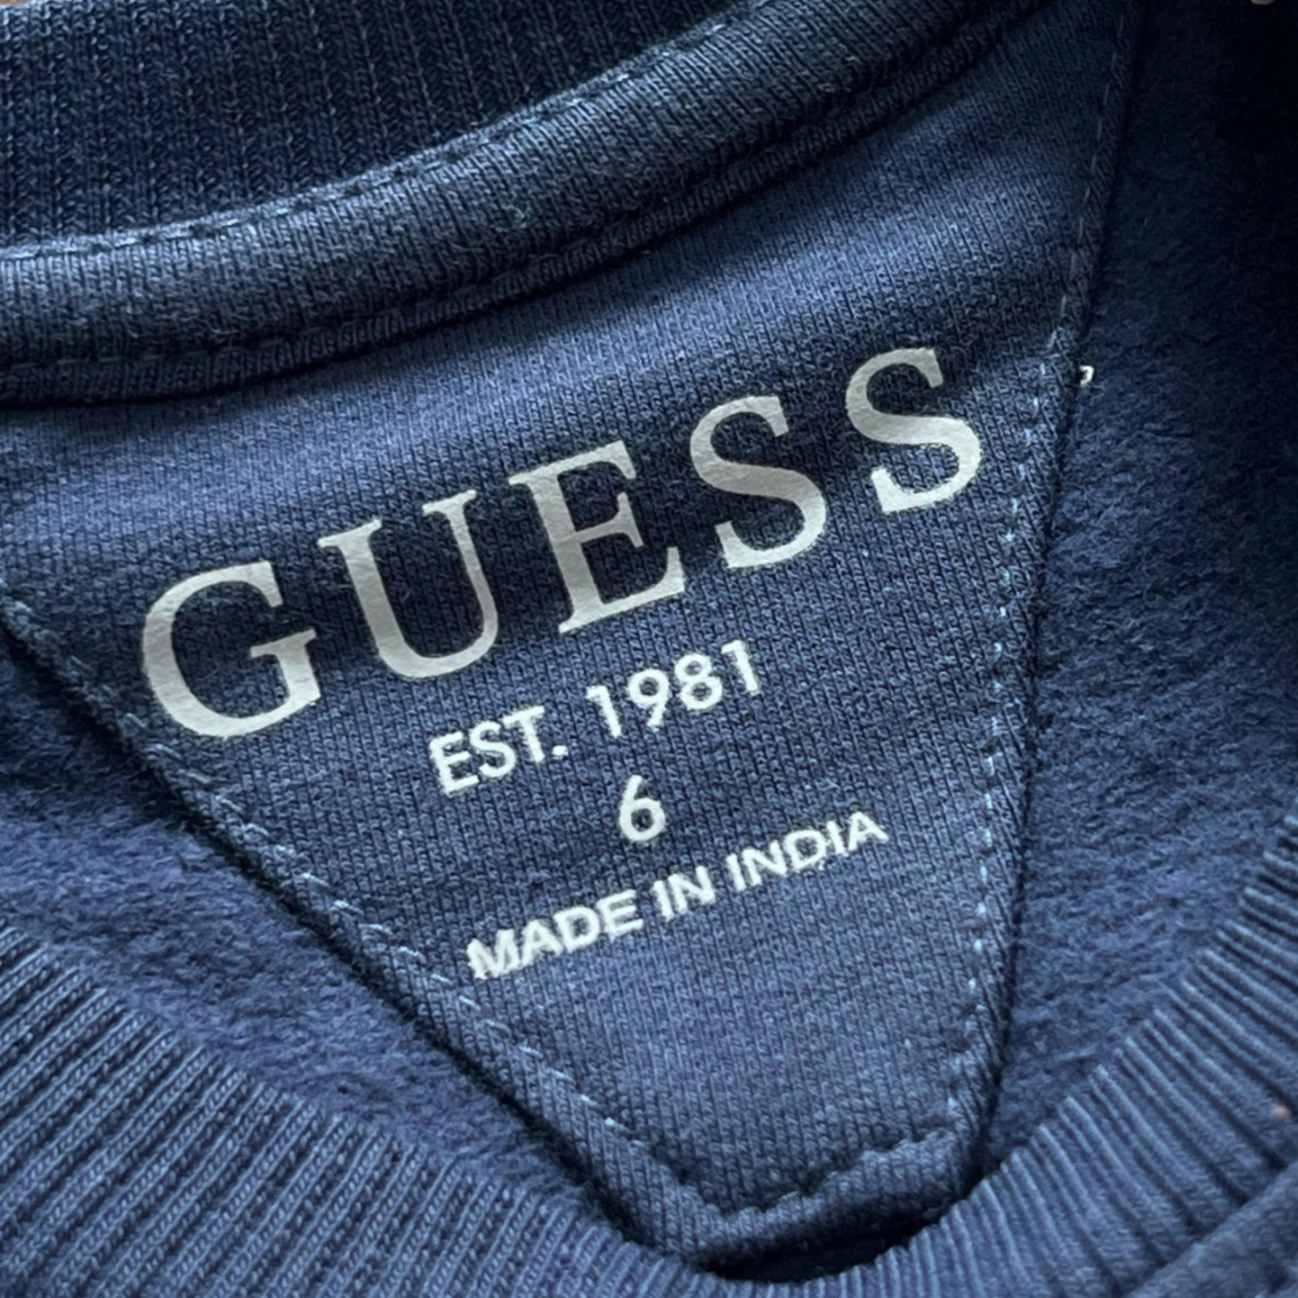 GUESS
EST. 1981
6
MADE IN INDIA